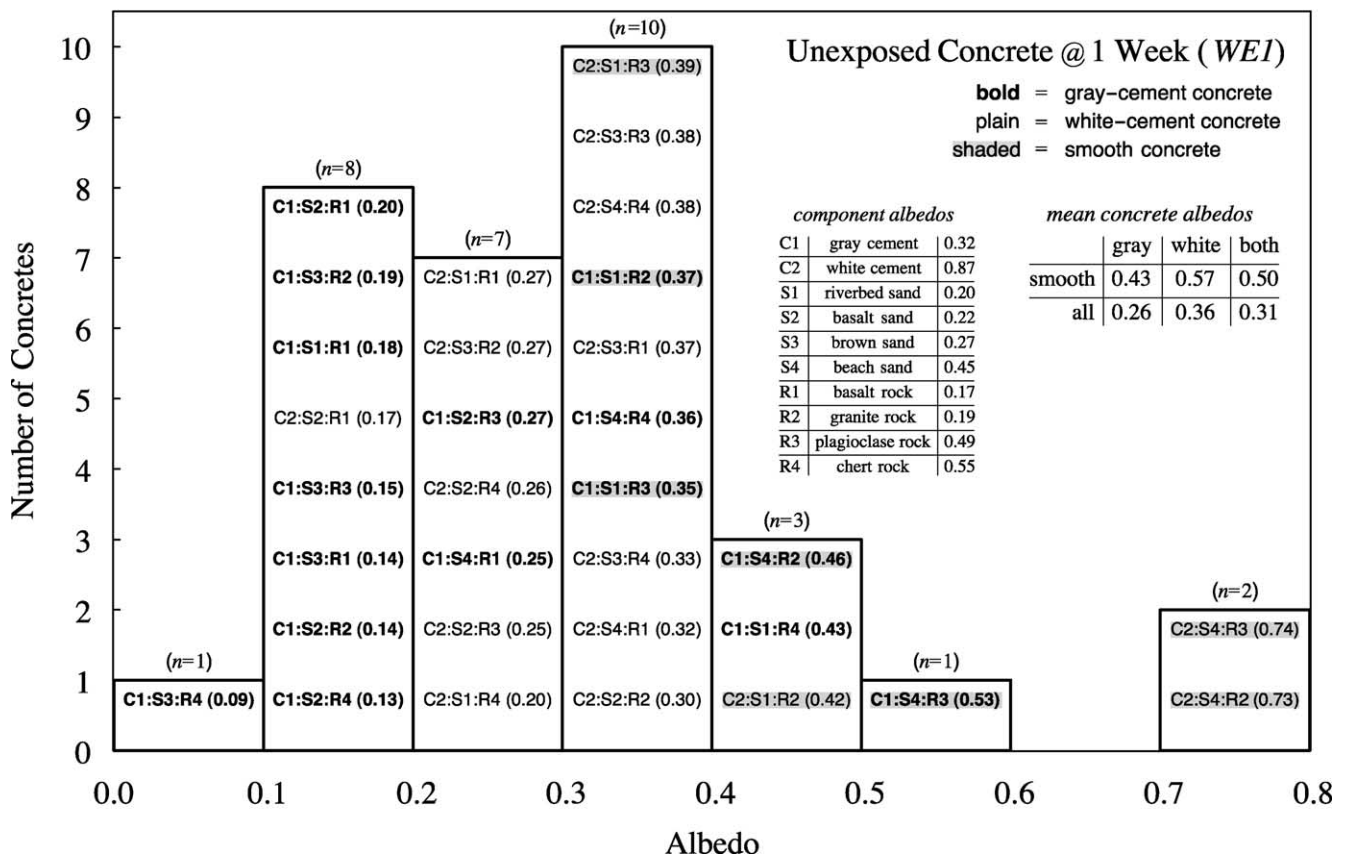 Unexposed Concrete @ 1 Week (WE1)
bold = gray-cement concrete
plain = white-cement concrete
shaded = smooth concrete
component albedos
C1 gray cement 0.32
C2 white cement 0.87
S1 riverbed sand 0.20
S2 basalt sand 0.22
S3 brown sand 0.27
S4 beach sand 0.45
R1 basalt rock 0.17
R2 granite rock 0.19
R3 plagioclase rock 0.49
R4 chert rock 0.55
mean concrete albedos
gray white both
smooth 0.43 0.57 0.50
all 0.26 0.36 0.31
Number of Concretes
10
9
8
7
6
5
4
3
2
1
0
(n=1)
C1:S3:R4 (0.09)
(n=8)
C1:S2:R1 (0.20)
C1:S3:R2 (0.19)
C1:S1:R1 (0.18)
C2:S2:R1 (0.17)
C1:S3:R3 (0.15)
C1:S3:R1 (0.14)
C1:S2:R2 (0.14)
C1:S2:R4 (0.13)
(n=7)
C2:S1:R1 (0.27)
C2:S3:R2 (0.27)
C1:S2:R3 (0.27)
C2:S2:R4 (0.26)
C1:S4:R1 (0.25)
C2:S2:R3 (0.25)
C2:S1:R4 (0.20)
(n=10)
C2:S1:R3 (0.39)
C2:S3:R3 (0.38)
C2:S4:R4 (0.38)
C1:S1:R2 (0.37)
C2:S3:R1 (0.37)
C1:S4:R4 (0.36)
C1:S1:R3 (0.35)
C2:S3:R4 (0.33)
C2:S4:R1 (0.32)
C2:S2:R2 (0.30)
(n=3)
C1:S4:R2 (0.46)
C1:S1:R4 (0.43)
C2:S1:R2 (0.42)
(n=1)
C1:S4:R3 (0.53)
(n=2)
C2:S4:R3 (0.74)
C2:S4:R2 (0.73)
0.0 0.1 0.2 0.3 0.4 0.5 0.6 0.7 0.8
Albedo